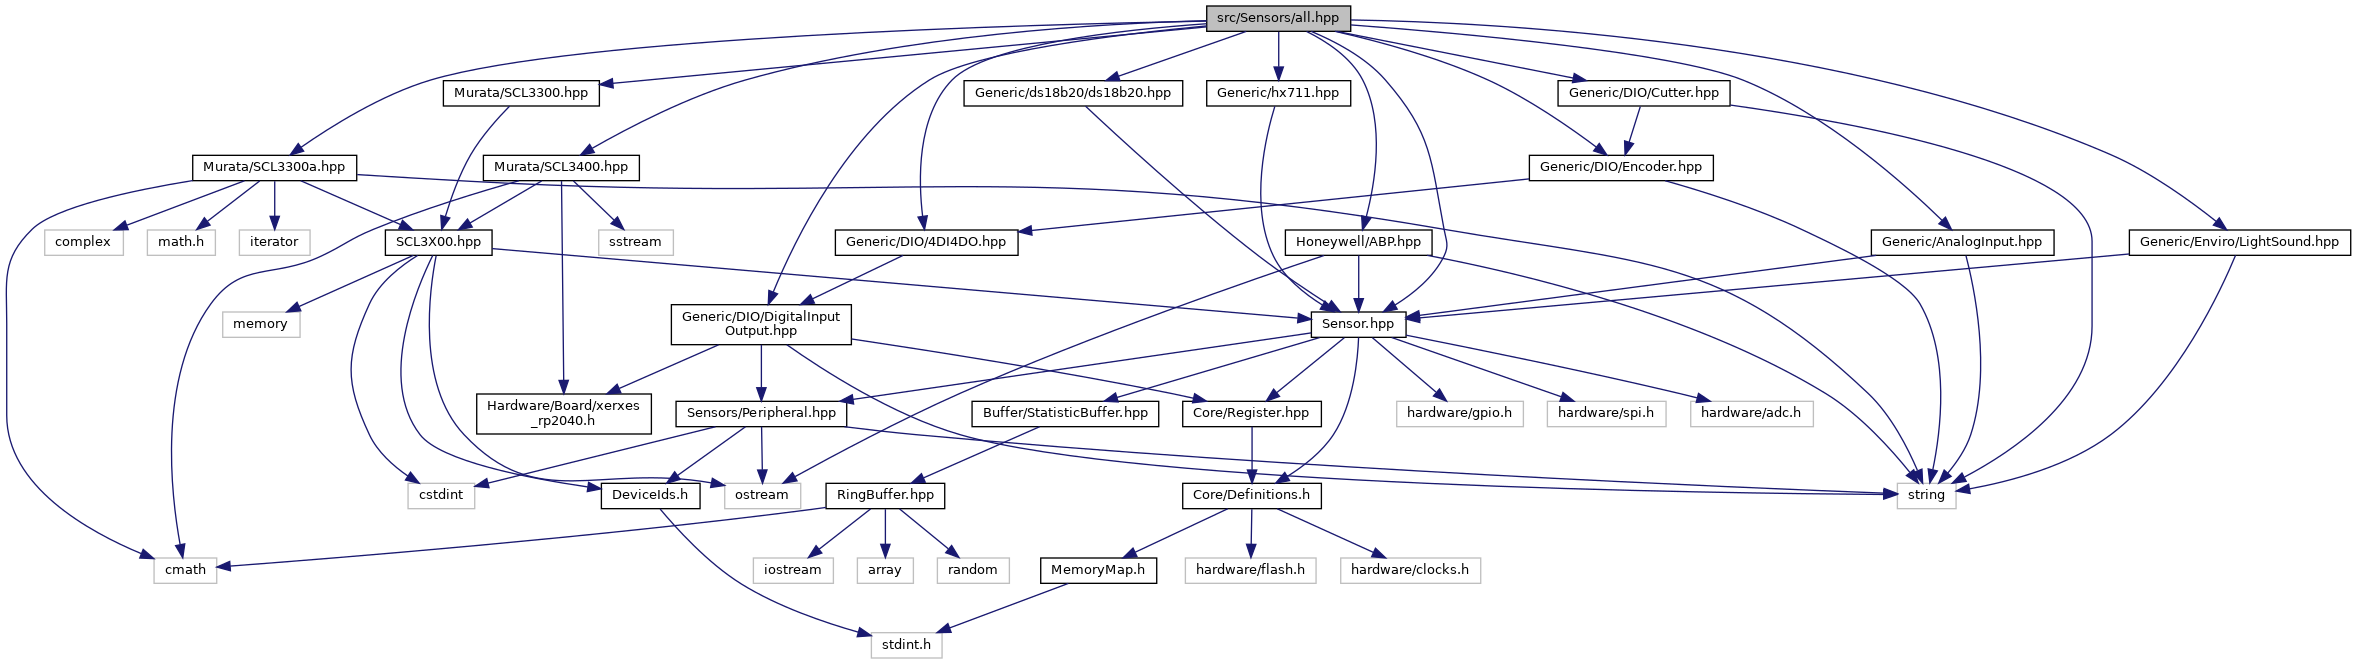 src/Sensors/all.hpp
Murata/SCL3300.hpp
Generic/ds18b20/ds18b20.hpp
Generic/hx711.hpp
Generic/DIO/Cutter.hpp
Murata/SCL3300a.hpp
Murata/SCL3400.hpp
Generic/DIO/Encoder.hpp
complex
math.h
iterator
SCL3X00.hpp
sstream
Generic/DIO/4DI4DO.hpp
Honeywell/ABP.hpp
Generic/AnalogInput.hpp
Generic/Enviro/LightSound.hpp
memory
Generic/DIO/DigitalInput
Output.hpp
Sensor.hpp
Hardware/Board/xerxes
_rp2040.h
Sensors/Peripheral.hpp
Buffer/StatisticBuffer.hpp
Core/Register.hpp
hardware/gpio.h
hardware/spi.h
hardware/adc.h
cstdint
DeviceIds.h
ostream
RingBuffer.hpp
Core/Definitions.h
string
cmath
iostream
array
random
MemoryMap.h
hardware/flash.h
hardware/clocks.h
stdint.h